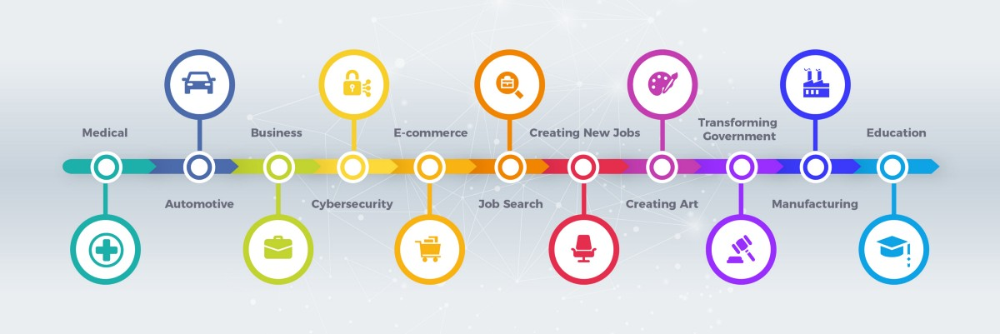 Medical
Business
E-commerce
Creating New Jobs
Transforming
Government
Education
Automotive
Cybersecurity
Job Search
Creating Art
Manufacturing